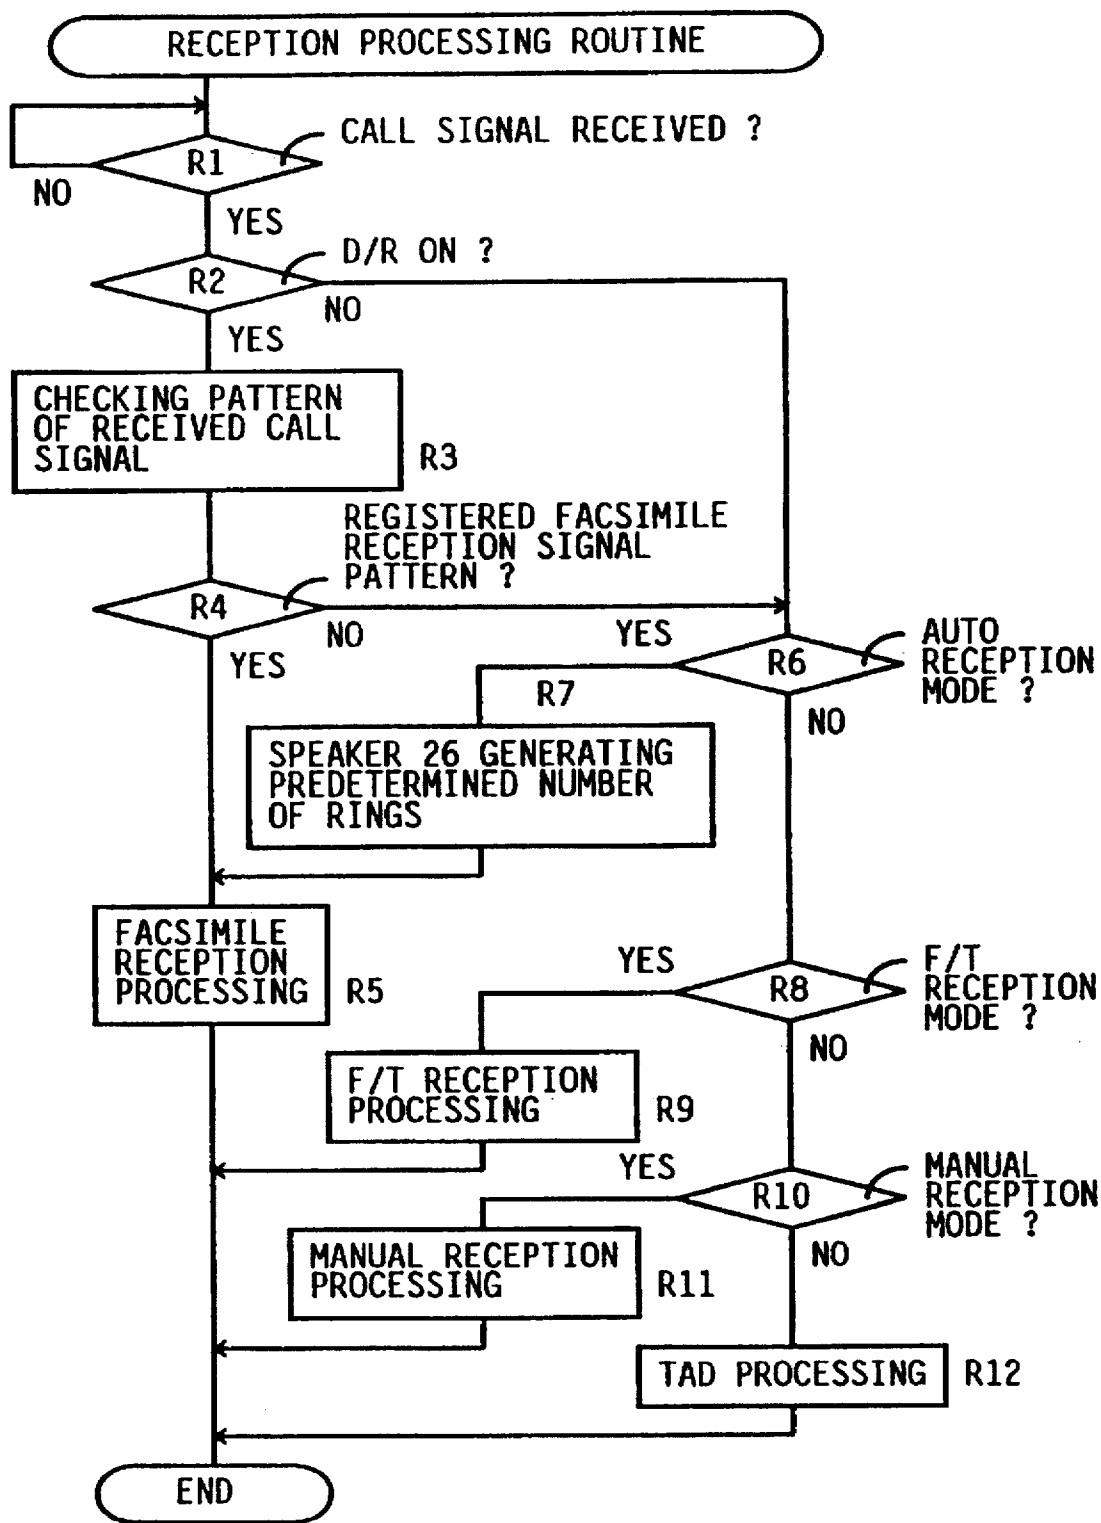 RECEPTION PROCESSING ROUTINE
CALL SIGNAL RECEIVED ?
R1
NO
YES
D/R ON ?
R2
NO
YES
CHECKING PATTERN
OF RECEIVED CALL
SIGNAL
R3
REGISTERED FACSIMILE
RECEPTION SIGNAL
PATTERN ?
R4
NO
YES
YES
R6
AUTO
RECEPTION
MODE ?
NO
R7
SPEAKER 26 GENERATING
PREDETERMINED NUMBER
OF RINGS
FACSIMILE
RECEPTION
PROCESSING
R5
YES
R8
F/T
RECEPTION
MODE ?
NO
F/T RECEPTION
PROCESSING
R9
YES
R10
MANUAL
RECEPTION
MODE ?
NO
MANUAL RECEPTION
PROCESSING
R11
TAD PROCESSING
R12
END